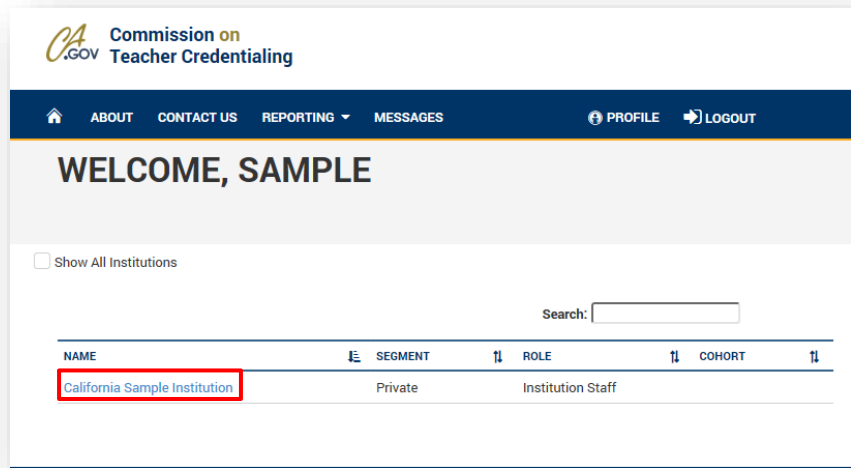 CA
.GOV
Commission on
Teacher Credentialing
ABOUT CONTACT US REPORTING MESSAGES PROFILE LOGOUT
WELCOME, SAMPLE
Show All Institutions
Search:
NAME SEGMENT ROLE COHORT
California Sample Institution Private Institution Staff